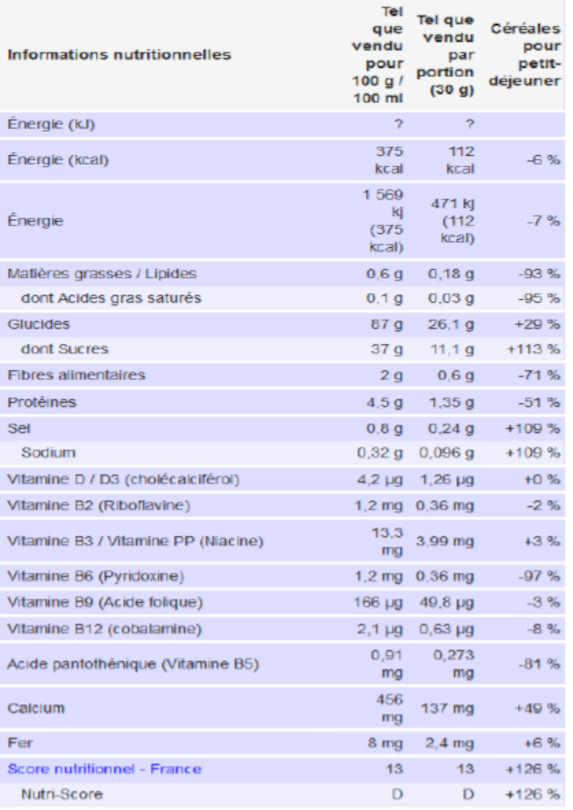 Informations nutritionnelles Tel que vendu pour 100 g / 100 ml Tel que vendu par portion (30 g) Céréales pour petit-déjeuner
Énergie (kJ) ? ?
Énergie (kcal) 375 kcal 112 kcal -6 %
Énergie 1 569 kj (375 kcal) 471 kj (112 kcal) -7 %
Matières grasses / Lipides 0,6 g 0,18 g -93 %
dont Acides gras saturés 0,1 g 0,03 g -95 %
Glucides 87 g 26,1 g +29 %
dont Sucres 37 g 11,1 g +113 %
Fibres alimentaires 2 g 0,6 g -71 %
Protéines 4,5 g 1,35 g -51 %
Sel 0,8 g 0,24 g +109 %
Sodium 0,32 g 0,096 g +109 %
Vitamine D / D3 (cholécalciférol) 4,2 µg 1,26 µg +0 %
Vitamine B2 (Riboflavine) 1,2 mg 0,36 mg -2 %
Vitamine B3 / Vitamine PP (Niacine) 13,3 mg 3,99 mg +3 %
Vitamine B6 (Pyridoxine) 1,2 mg 0,36 mg -97 %
Vitamine B9 (Acide folique) 166 µg 49,8 µg -3 %
Vitamine B12 (cobalamine) 2,1 µg 0,63 µg -8 %
Acide pantothénique (Vitamine B5) 0,91 mg 0,273 mg -81 %
Calcium 456 mg 137 mg +49 %
Fer 8 mg 2,4 mg +6 %
Score nutritionnel - France 13 13 +126 %
Nutri-Score D D +126 %